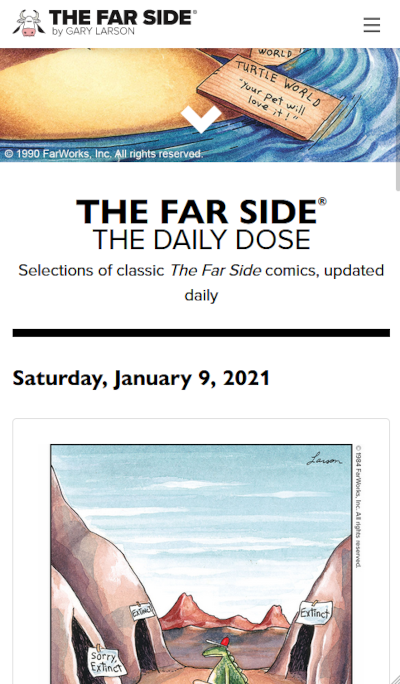 THE FAR SIDE®
by GARY LARSON
WORLD
TURTLE WORLD
"Your pet will
love it!"
© 1990 FarWorks, Inc. All rights reserved.
THE FAR SIDE®
THE DAILY DOSE
Selections of classic The Far Side comics, updated
daily
Saturday, January 9, 2021
Larson
© 1984 FarWorks, Inc. All rights reserved.
Extinct
Extinct
Sorry,
Extinct